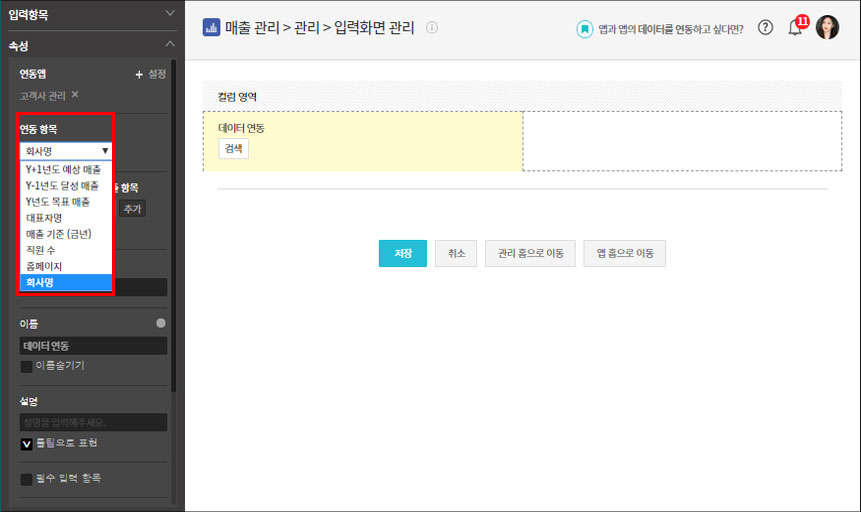 입력항목
속성
연동앱
+ 설정
고객사 관리 ×
연동 항목
회사명
Y+1년도 예상 매출
Y-1년도 달성 매출
Y년도 목표 매출
대표자명
매출 기준 (금년)
직원 수
홈페이지
회사명
항목
추가
이름
데이터 연동
이름숨기기
설명
설명을 입력해주세요.
툴팁으로 표현
필수 입력 항목
매출 관리 > 관리 > 입력화면 관리
앱과 앱의 데이터를 연동하고 싶다면?
11
컬럼 영역
데이터 연동
검색
저장
취소
관리 홈으로 이동
앱 홈으로 이동